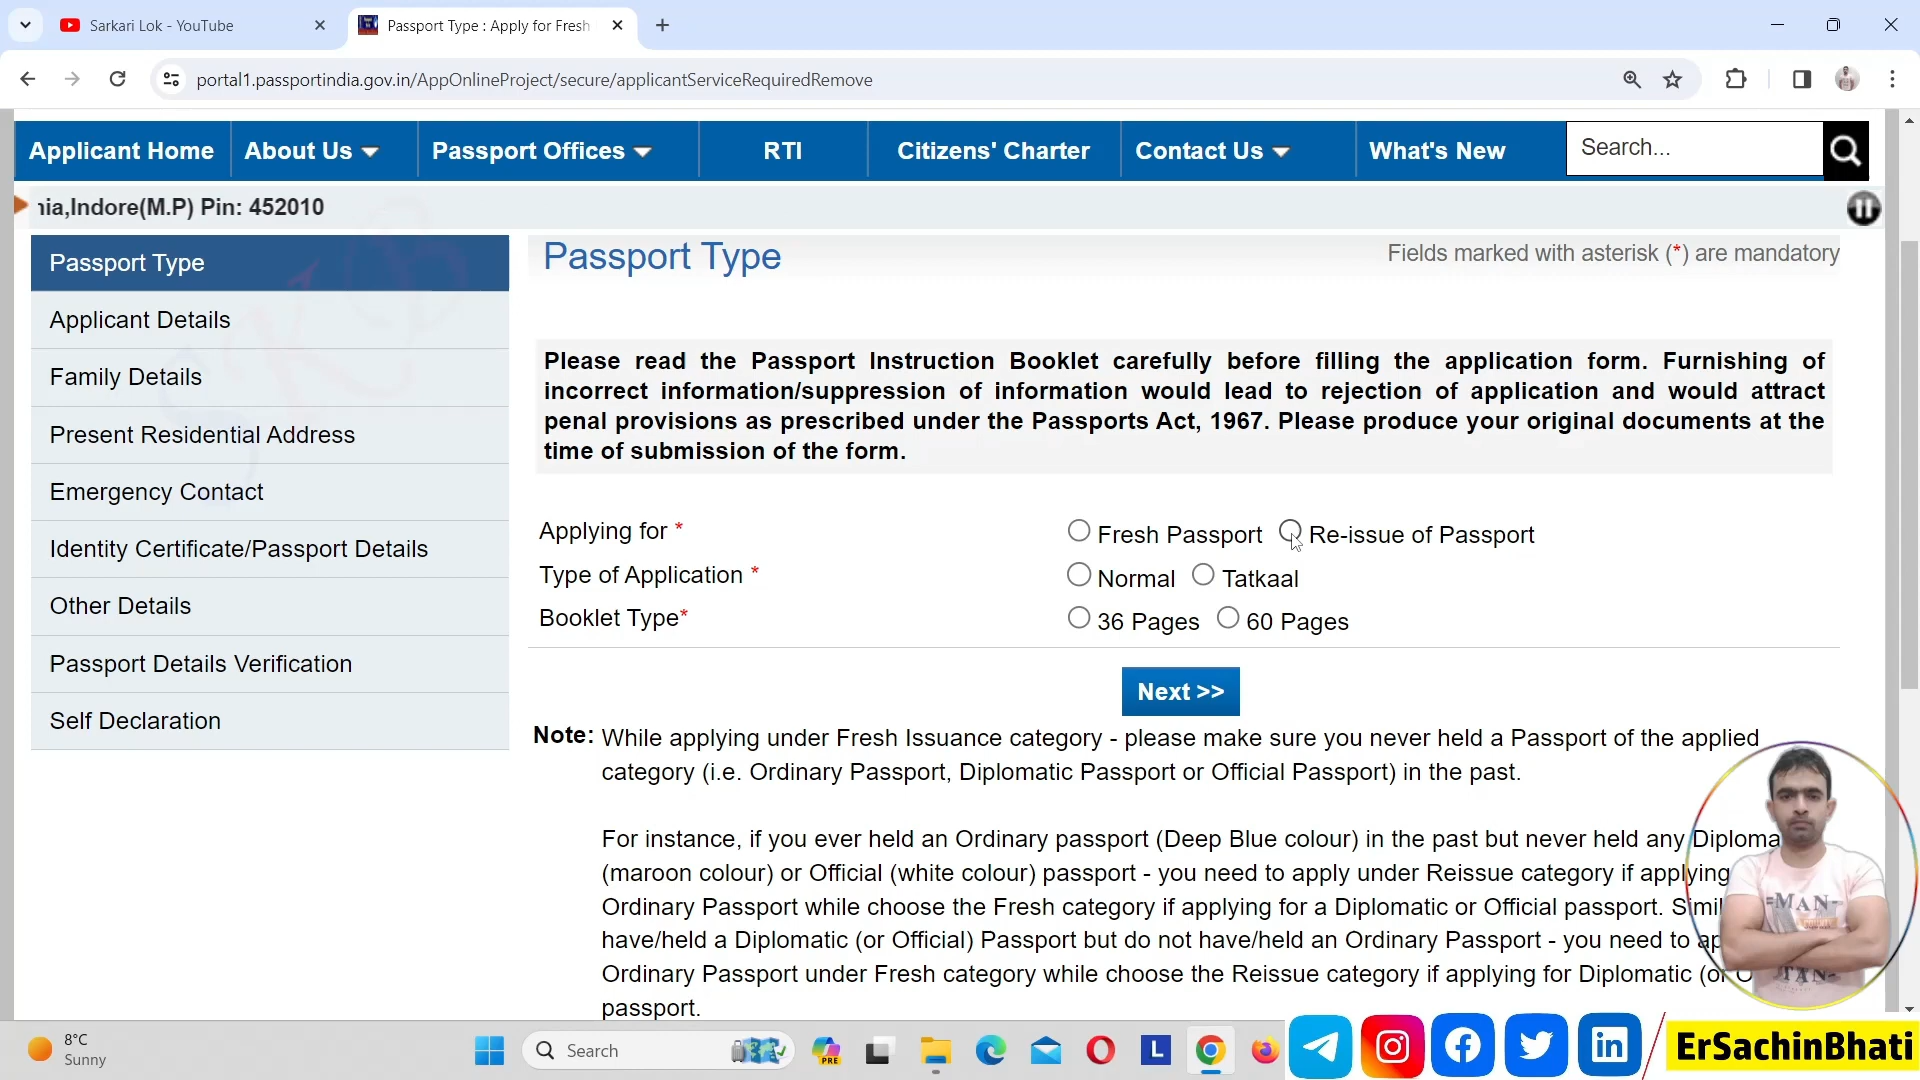 Sarkari Lok - YouTube
Passport Type : Apply for Fresh
portal1.passportindia.gov.in/AppOnlineProject/secure/applicantServiceRequiredRemove
Applicant Home About Us Passport Offices RTI Citizens' Charter Contact Us What's New Search...
nia,Indore(M.P) Pin: 452010
Passport Type
Applicant Details
Family Details
Present Residential Address
Emergency Contact
Identity Certificate/Passport Details
Other Details
Passport Details Verification
Self Declaration
Passport Type
Fields marked with asterisk (*) are mandatory
Please read the Passport Instruction Booklet carefully before filling the application form. Furnishing of
incorrect information/suppression of information would lead to rejection of application and would attract
penal provisions as prescribed under the Passports Act, 1967. Please produce your original documents at the
time of submission of the form.
Applying for * Fresh Passport Re-issue of Passport
Type of Application * Normal Tatkaal
Booklet Type* 36 Pages 60 Pages
Next >>
Note: While applying under Fresh Issuance category - please make sure you never held a Passport of the applied
category (i.e. Ordinary Passport, Diplomatic Passport or Official Passport) in the past.
For instance, if you ever held an Ordinary passport (Deep Blue colour) in the past but never held any Diploma
(maroon colour) or Official (white colour) passport - you need to apply under Reissue category if applying
Ordinary Passport while choose the Fresh category if applying for a Diplomatic or Official passport. Simil
have/held a Diplomatic (or Official) Passport but do not have/held an Ordinary Passport - you need to ap
Ordinary Passport under Fresh category while choose the Reissue category if applying for Diplomatic (or O
passport.
-MAN-
8°C
Sunny
Search
PRE
L
in
ErSachinBhati